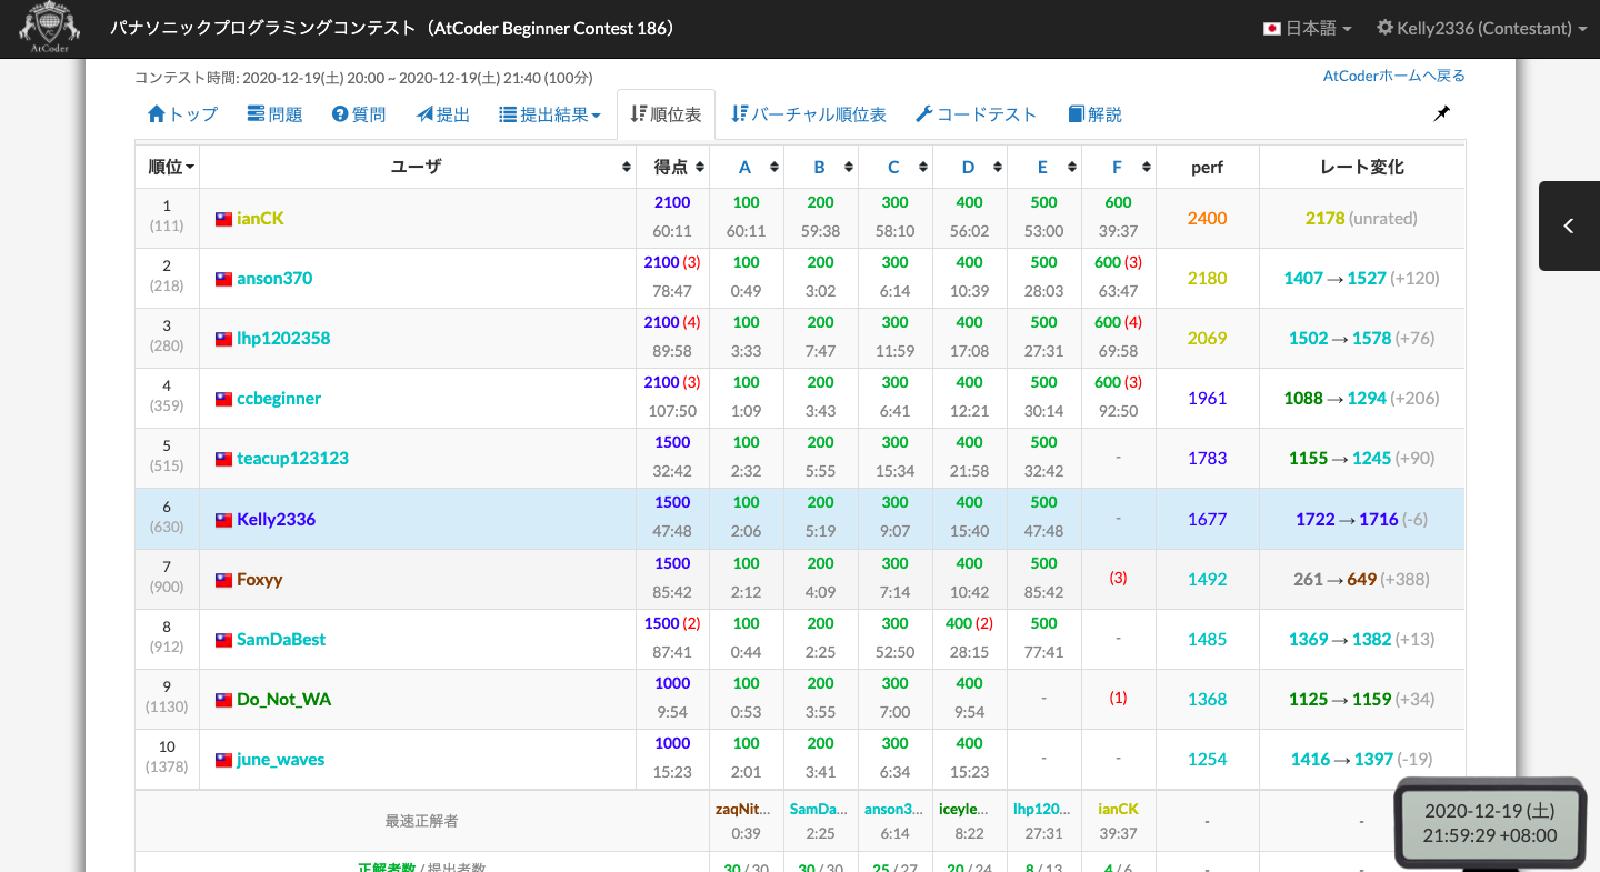 AtCoder
パナソニックプログラミングコンテスト（AtCoder Beginner Contest 186）
日本語 Kelly2336 (Contestant)
コンテスト時間: 2020-12-19(土) 20:00 ~ 2020-12-19(土) 21:40 (100分)
AtCoderホームへ戻る
トップ 問題 質問 提出 提出結果 順位表 バーチャル順位表 コードテスト 解説
順位 ユーザ 得点 A B C D E F perf レート変化
1 ianCK 2100 100 200 300 400 500 600 2400 2178 (unrated)
(111) 60:11 60:11 59:38 58:10 56:02 53:00 39:37
2 anson370 2100 (3) 100 200 300 400 500 600 (3) 2180 1407 → 1527 (+120)
(218) 78:47 0:49 3:02 6:14 10:39 28:03 63:47
3 lhp1202358 2100 (4) 100 200 300 400 500 600 (4) 2069 1502 → 1578 (+76)
(280) 89:58 3:33 7:47 11:59 17:08 27:31 69:58
4 ccbeginner 2100 (3) 100 200 300 400 500 600 (3) 1961 1088 → 1294 (+206)
(359) 107:50 1:09 3:43 6:41 12:21 30:14 92:50
5 teacup123123 1500 100 200 300 400 500 - 1783 1155 → 1245 (+90)
(515) 32:42 2:32 5:55 15:34 21:58 32:42
6 Kelly2336 1500 100 200 300 400 500 - 1677 1722 → 1716 (-6)
(630) 47:48 2:06 5:19 9:07 15:40 47:48
7 Foxyy 1500 100 200 300 400 500 (3) 1492 261 → 649 (+388)
(900) 85:42 2:12 4:09 7:14 10:42 85:42
8 SamDaBest 1500 (2) 100 200 300 400 (2) 500 - 1485 1369 → 1382 (+13)
(912) 87:41 0:44 2:25 52:50 28:15 77:41
9 Do_Not_WA 1000 100 200 300 400 - (1) 1368 1125 → 1159 (+34)
(1130) 9:54 0:53 3:55 7:00 9:54
10 june_waves 1000 100 200 300 400 - - 1254 1416 → 1397 (-19)
(1378) 15:23 2:01 3:41 6:34 15:23
最速正解者 zaqNit... SamDa... anson3... iceyle... lhp120... ianCK - -
0:39 2:25 6:14 8:22 27:31 39:37
正解者数 / 提出者数 30 / 30 30 / 30 25 / 27 20 / 24 8 / 13 4 / 6 - -
2020-12-19 (土)
21:59:29 +08:00